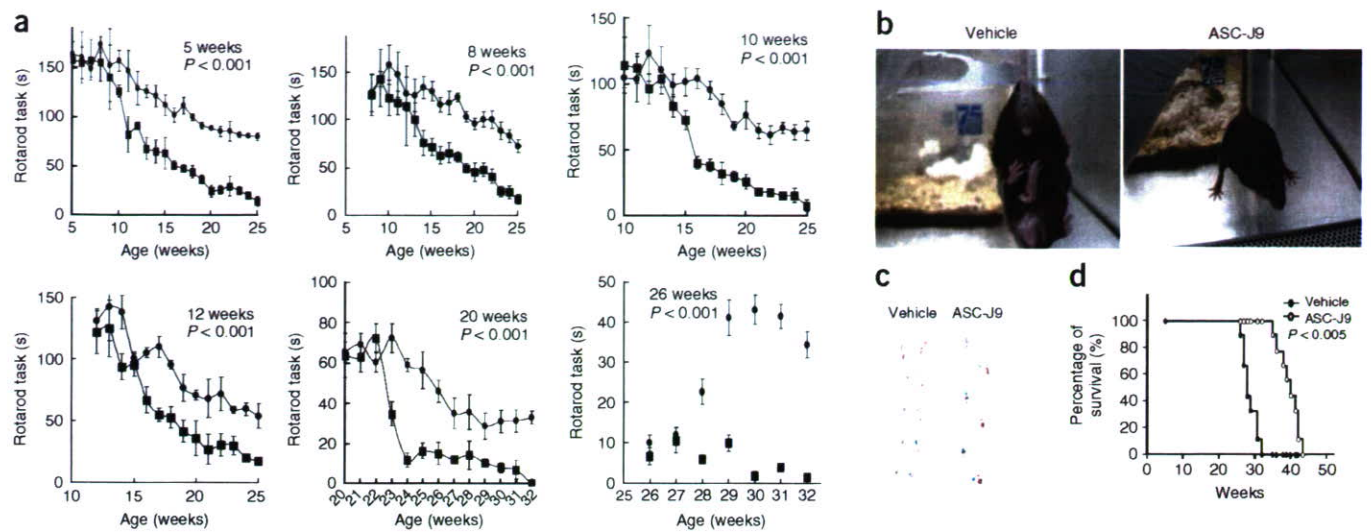 a
5 weeks
P < 0.001
Rotarod task (s)
150
100
50
0
5 10 15 20 25
Age (weeks)
8 weeks
P < 0.001
Rotarod task (s)
150
100
50
0
5 10 15 20 25
Age (weeks)
10 weeks
P < 0.001
Rotarod task (s)
150
100
50
0
10 15 20 25
Age (weeks)
b
Vehicle ASC-J9
75
12 weeks
P < 0.001
Rotarod task (s)
150
100
50
0
10 15 20 25
Age (weeks)
20 weeks
P < 0.001
Rotarod task (s)
100
80
60
40
20
0
20 21 22 23 24 25 26 27 28 29 30 31 32
Age (weeks)
26 weeks
P < 0.001
Rotarod task (s)
50
40
30
20
10
0
25 26 27 28 29 30 31 32
Age (weeks)
c
Vehicle ASC-J9
d
Vehicle
ASC-J9
P < 0.005
Percentage of
survival (%)
100
80
60
40
20
0
0 10 20 30 40 50
Weeks